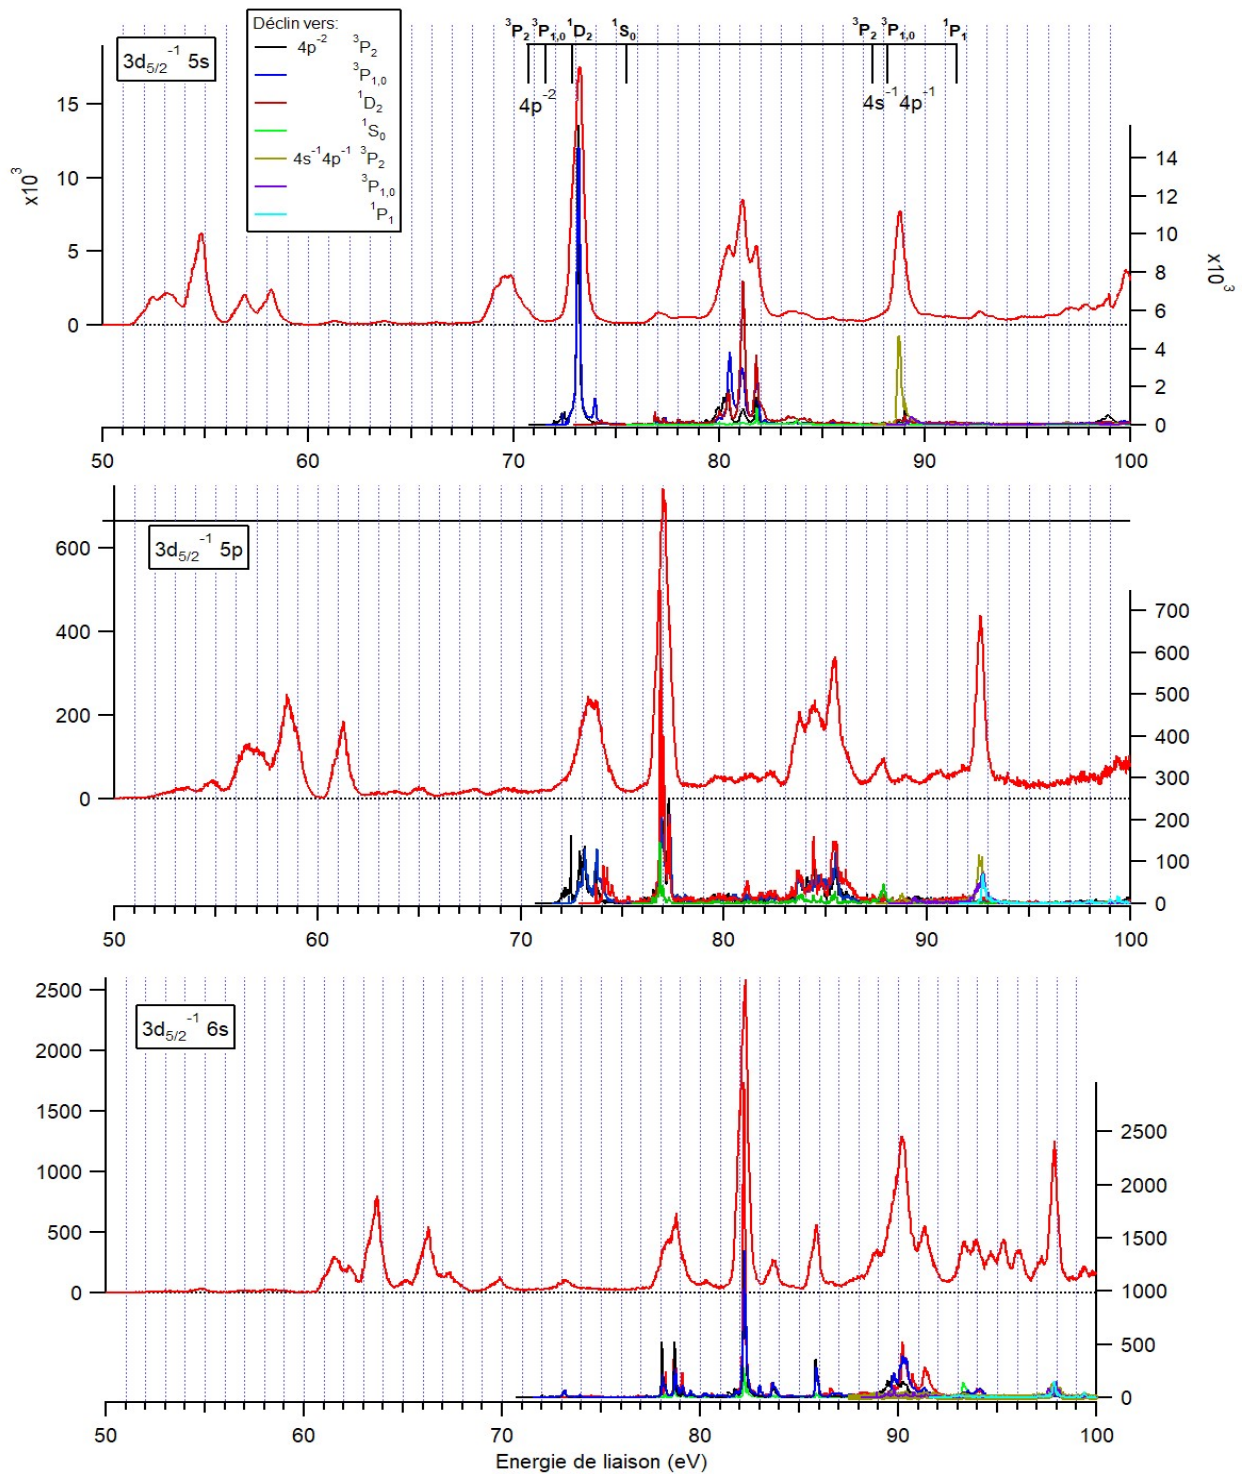 Déclin vers:
4p⁻² ³P₂
³P₁,₀
¹D₂
¹S₀
4s⁻¹4p⁻¹ ³P₂
³P₁,₀
¹P₁
3d₅/₂⁻¹ 5s
³P₂ ³P₁,₀ ¹D₂ ¹S₀ ³P₂ ³P₁,₀ ¹P₁
4p⁻² 4s⁻¹ 4p⁻¹
x10³
15
10
5
0
14
12
10
8
6
4
2
0
x10³
50 60 70 80 90 100
3d₅/₂⁻¹ 5p
600
400
200
0
700
600
500
400
300
200
100
0
50 60 70 80 90 100
3d₅/₂⁻¹ 6s
2500
2000
1500
1000
500
0
2500
2000
1500
1000
500
0
50 60 70 80 90 100
Energie de liaison (eV)